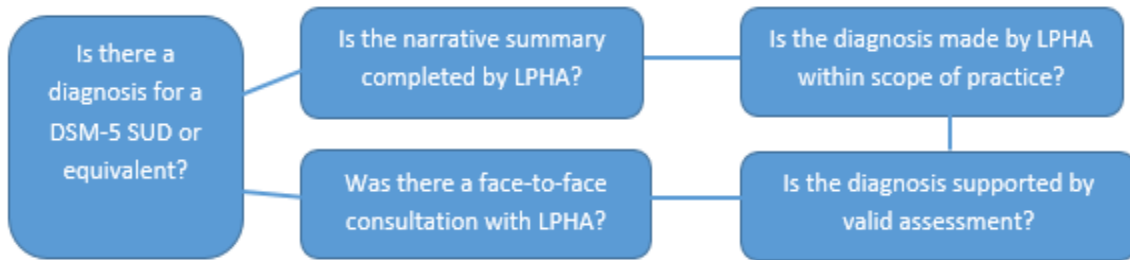 Is there a
diagnosis for a
DSM-5 SUD or
equivalent?
Is the narrative summary
completed by LPHA?
Is the diagnosis made by LPHA
within scope of practice?
Was there a face-to-face
consultation with LPHA?
Is the diagnosis supported by
valid assessment?